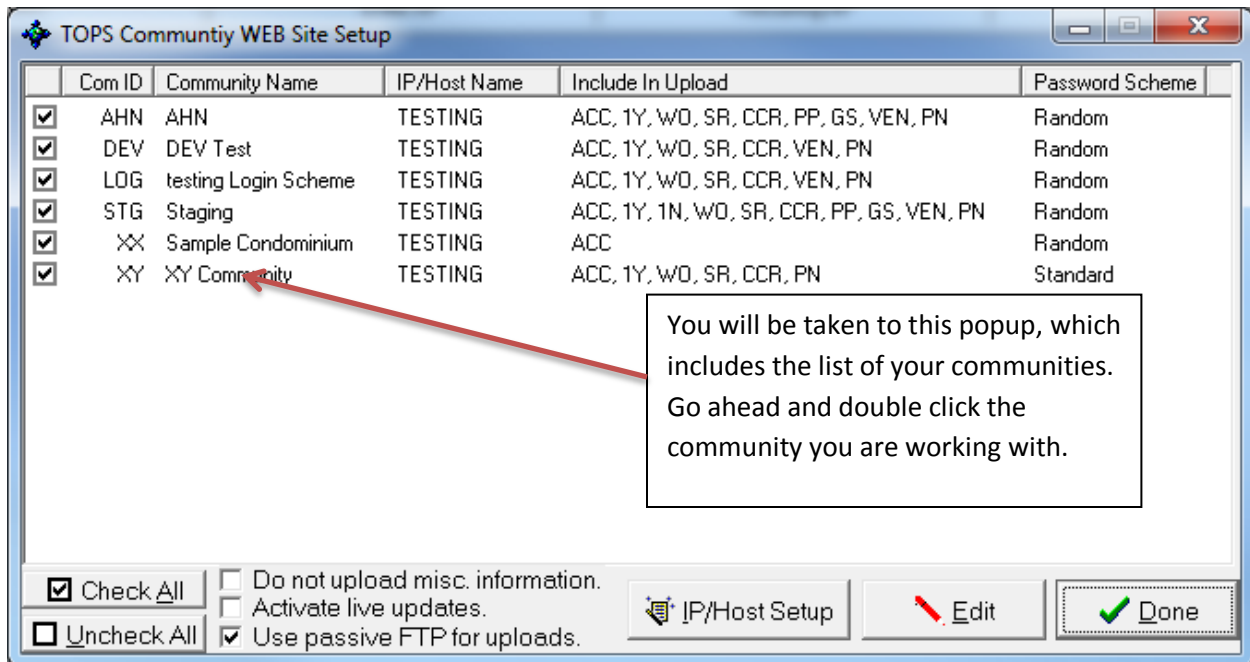 TOPS Communtiy WEB Site Setup
Com ID Community Name IP/Host Name Include In Upload Password Scheme
AHN AHN TESTING ACC, 1Y, WO, SR, CCR, PP, GS, VEN, PN Random
DEV DEV Test TESTING ACC, 1Y, WO, SR, CCR, VEN, PN Random
LOG testing Login Scheme TESTING ACC, 1Y, WO, SR, CCR, VEN, PN Random
STG Staging TESTING ACC, 1Y, 1N, WO, SR, CCR, PP, GS, VEN, PN Random
XX Sample Condominium TESTING ACC Random
XY XY Community TESTING ACC, 1Y, WO, SR, CCR, PN Standard
You will be taken to this popup, which
includes the list of your communities.
Go ahead and double click the
community you are working with.
Check All
Uncheck All
Do not upload misc. information.
Activate live updates.
Use passive FTP for uploads.
IP/Host Setup
Edit
Done